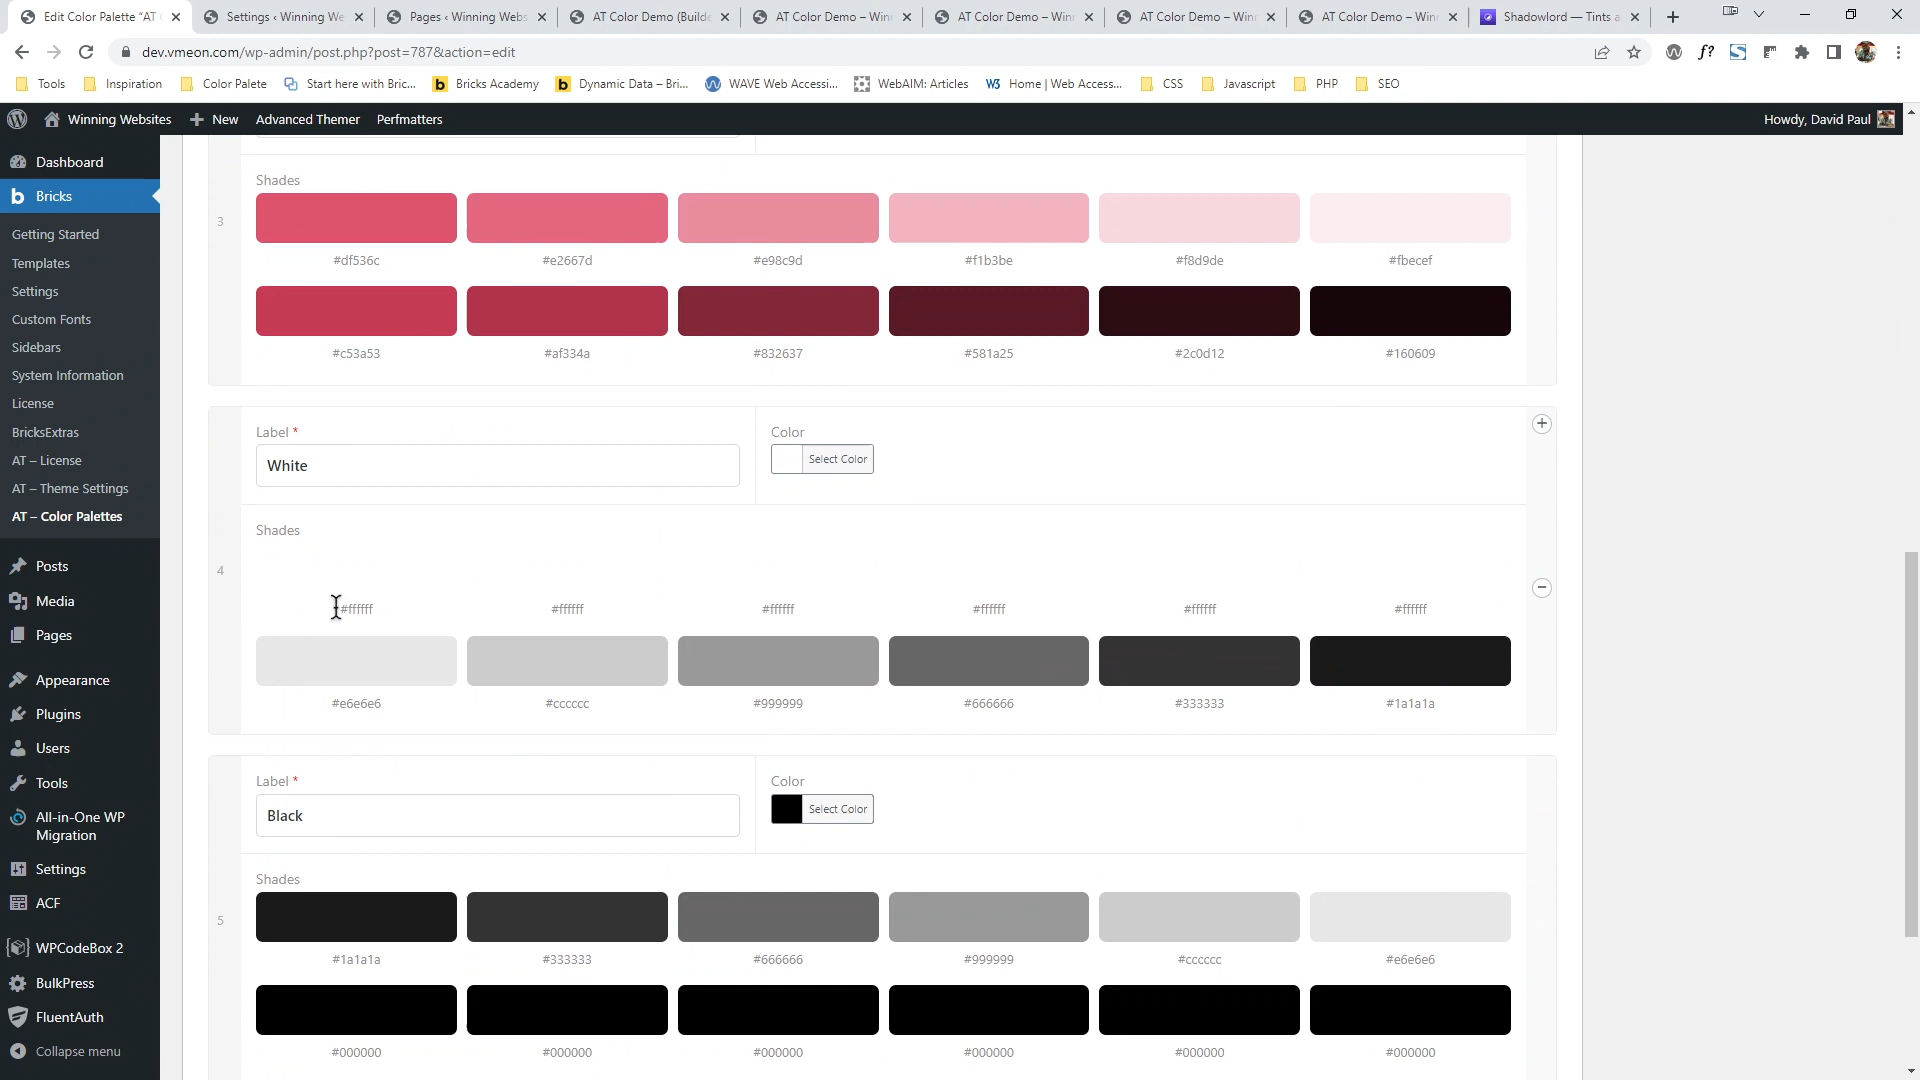 Edit Color Palette “AT C
Settings ‹ Winning We
Pages ‹ Winning Webs
AT Color Demo (Builde
AT Color Demo – Winn
AT Color Demo – Winn
AT Color Demo – Winn
AT Color Demo – Winn
Shadowlord — Tints a
dev.vmeon.com/wp-admin/post.php?post=787&action=edit
Tools
Inspiration
Color Palete
Start here with Bric...
Bricks Academy
Dynamic Data – Bri...
WAVE Web Accessi...
WebAIM: Articles
W3 Home | Web Access...
CSS
Javascript
PHP
SEO
Winning Websites
New
Advanced Themer
Perfmatters
Howdy, David Paul
Dashboard
Bricks
Getting Started
Templates
Settings
Custom Fonts
Sidebars
System Information
License
BricksExtras
AT – License
AT – Theme Settings
AT – Color Palettes
Posts
Media
Pages
Appearance
Plugins
Users
Tools
All-in-One WP
Migration
Settings
ACF
WPCodeBox 2
BulkPress
FluentAuth
Collapse menu
3
Shades
#df536c
#e2667d
#e98c9d
#f1b3be
#f8d9de
#fbecef
#c53a53
#af334a
#832637
#581a25
#2c0d12
#160609
4
Label *
White
Color
Select Color
Shades
#ffffff
#ffffff
#ffffff
#ffffff
#ffffff
#ffffff
#e6e6e6
#cccccc
#999999
#666666
#333333
#1a1a1a
5
Label *
Black
Color
Select Color
Shades
#1a1a1a
#333333
#666666
#999999
#cccccc
#e6e6e6
#000000
#000000
#000000
#000000
#000000
#000000